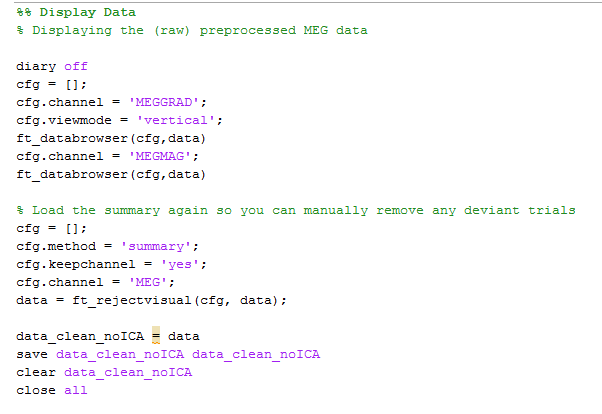 %% Display Data
% Displaying the (raw) preprocessed MEG data
diary off
cfg = [];
cfg.channel = 'MEGGRAD';
cfg.viewmode = 'vertical';
ft_databrowser(cfg,data)
cfg.channel = 'MEGMAG';
ft_databrowser(cfg,data)
% Load the summary again so you can manually remove any deviant trials
cfg = [];
cfg.method = 'summary';
cfg.keepchannel = 'yes';
cfg.channel = 'MEG';
data = ft_rejectvisual(cfg, data);
data_clean_noICA = data
save data_clean_noICA data_clean_noICA
clear data_clean_noICA
close all